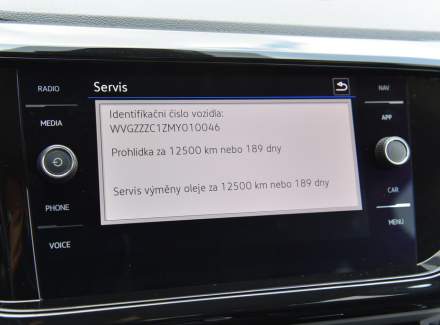 Servis
RADIO
MEDIA
PHONE
VOICE
Identifikační číslo vozidla:
WVGZZZC1ZMY010046
Prohlídka za 12500 km nebo 189 dny
Servis výměny oleje za 12500 km nebo 189 dny
NAV
APP
CAR
MENU